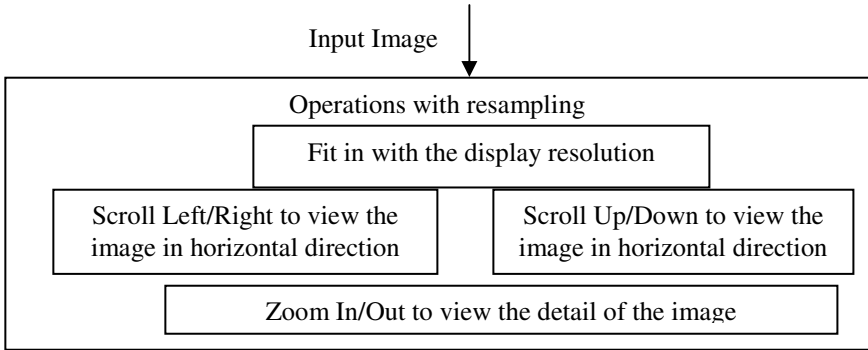 Input Image
Operations with resampling
Fit in with the display resolution
Scroll Left/Right to view the
image in horizontal direction
Scroll Up/Down to view the
image in horizontal direction
Zoom In/Out to view the detail of the image